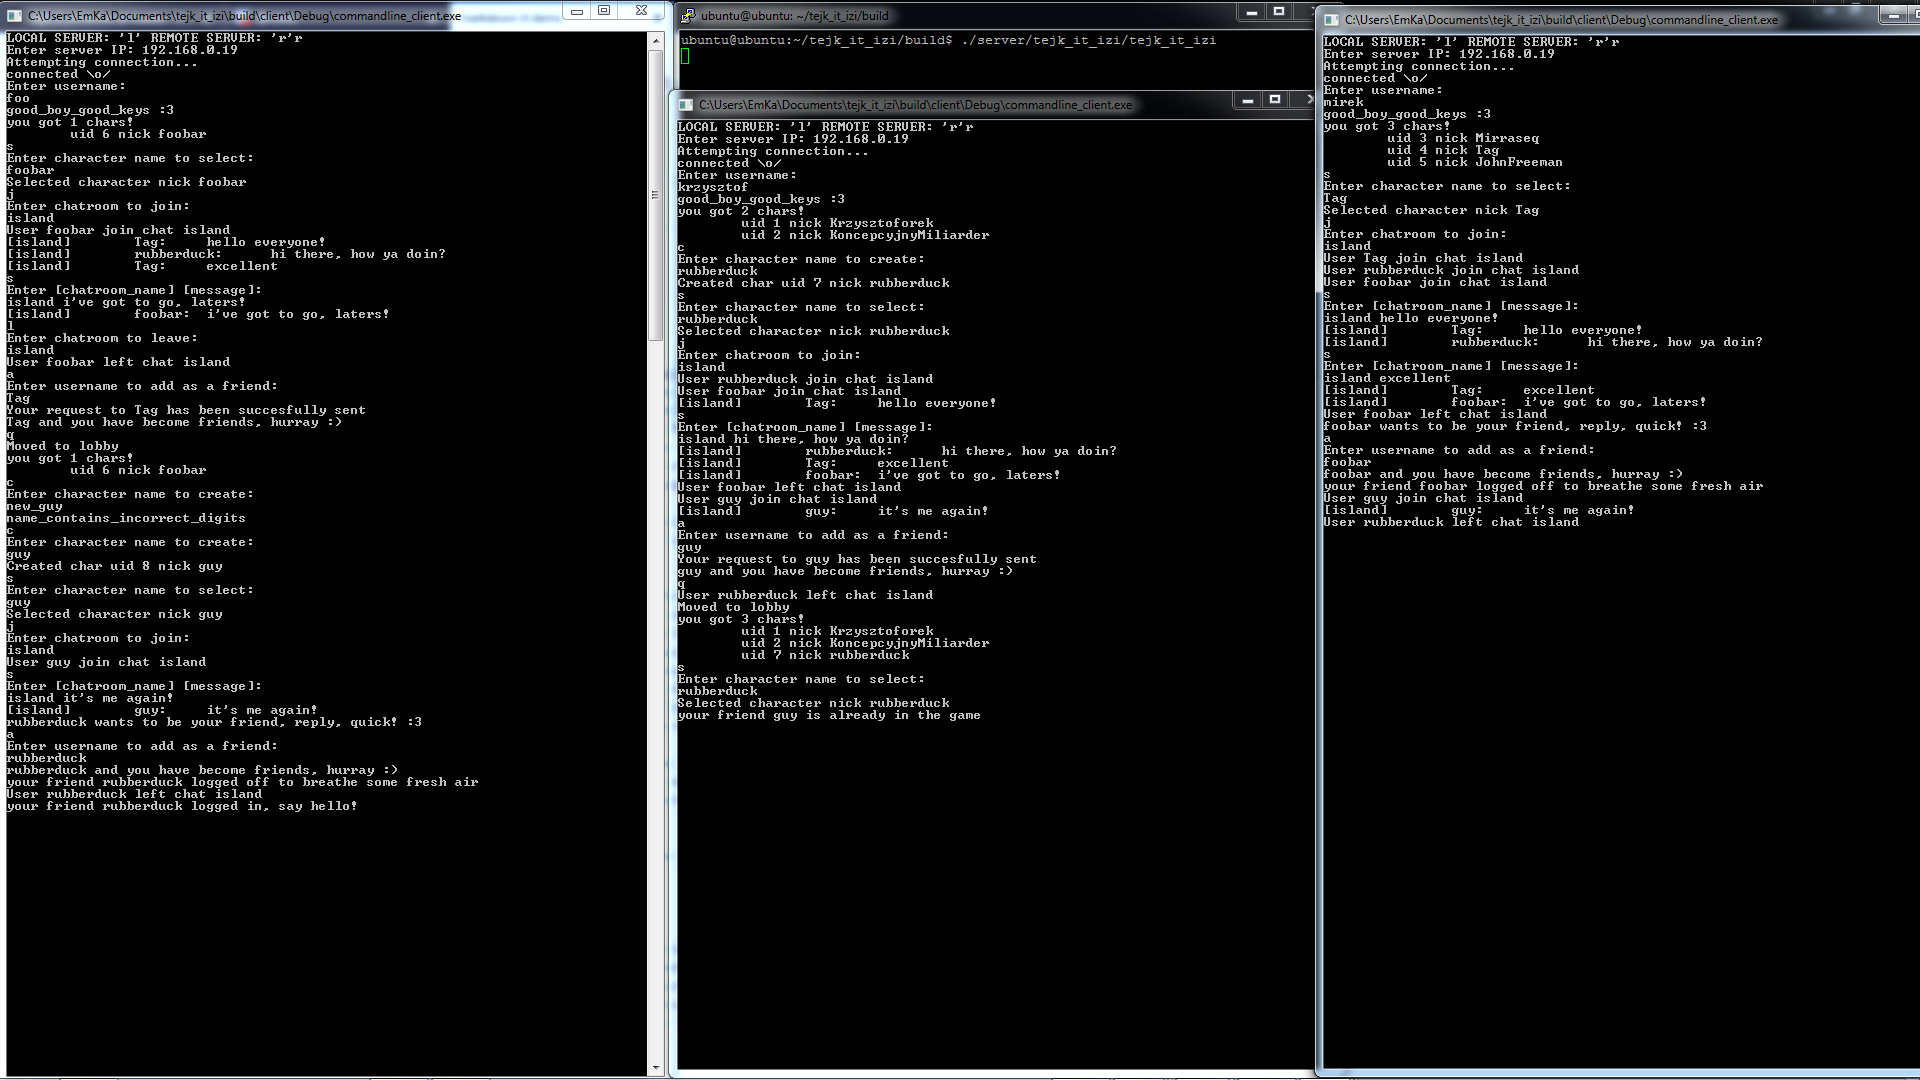 C:\Users\EmKa\Documents\tejk_it_izi\build\client\Debug\commandline_client.exe
LOCAL SERVER: 'l' REMOTE SERVER: 'r'r
Enter server IP: 192.168.0.19
Attempting connection...
connected \o/
Enter username:
foo
good_boy_good_keys :3
you got 1 chars!
uid 6 nick foobar
s
Enter character name to select:
foobar
Selected character nick foobar
j
Enter chatroom to join:
island
User foobar join chat island
[island] Tag: hello everyone!
[island] rubberduck: hi there, how ya doin?
[island] Tag: excellent
s
Enter [chatroom_name] [message]:
island i've got to go, laters!
[island] foobar: i've got to go, laters!
l
Enter chatroom to leave:
island
User foobar left chat island
a
Enter username to add as a friend:
Tag
Your request to Tag has been succesfully sent
Tag and you have become friends, hurray :)
q
Moved to lobby
you got 1 chars!
uid 6 nick foobar
c
Enter character name to create:
new_guy
name_contains_incorrect_digits
c
Enter character name to create:
guy
Created char uid 8 nick guy
s
Enter character name to select:
guy
Selected character nick guy
j
Enter chatroom to join:
island
User guy join chat island
s
Enter [chatroom_name] [message]:
island it's me again!
[island] guy: it's me again!
rubberduck wants to be your friend, reply, quick! :3
a
Enter username to add as a friend:
rubberduck
rubberduck and you have become friends, hurray :)
your friend rubberduck logged off to breathe some fresh air
User rubberduck left chat island
your friend rubberduck logged in, say hello!
ubuntu@ubuntu: ~/tejk_it_izi/build
ubuntu@ubuntu:~/tejk_it_izi/build$ ./server/tejk_it_izi/tejk_it_izi
C:\Users\EmKa\Documents\tejk_it_izi\build\client\Debug\commandline_client.exe
LOCAL SERVER: 'l' REMOTE SERVER: 'r'r
Enter server IP: 192.168.0.19
Attempting connection...
connected \o/
Enter username:
krzysztof
good_boy_good_keys :3
you got 2 chars!
uid 1 nick Krzysztoforek
uid 2 nick KoncepcyjnyMiliarder
c
Enter character name to create:
rubberduck
Created char uid 7 nick rubberduck
s
Enter character name to select:
rubberduck
Selected character nick rubberduck
j
Enter chatroom to join:
island
User rubberduck join chat island
User foobar join chat island
[island] Tag: hello everyone!
s
Enter [chatroom_name] [message]:
island hi there, how ya doin?
[island] rubberduck: hi there, how ya doin?
[island] Tag: excellent
[island] foobar: i've got to go, laters!
User foobar left chat island
User guy join chat island
[island] guy: it's me again!
a
Enter username to add as a friend:
guy
Your request to guy has been succesfully sent
guy and you have become friends, hurray :)
q
User rubberduck left chat island
Moved to lobby
you got 3 chars!
uid 1 nick Krzysztoforek
uid 2 nick KoncepcyjnyMiliarder
uid 7 nick rubberduck
s
Enter character name to select:
rubberduck
Selected character nick rubberduck
your friend guy is already in the game
C:\Users\EmKa\Documents\tejk_it_izi\build\client\Debug\commandline_client.exe
LOCAL SERVER: 'l' REMOTE SERVER: 'r'r
Enter server IP: 192.168.0.19
Attempting connection...
connected \o/
Enter username:
mirek
good_boy_good_keys :3
you got 3 chars!
uid 3 nick Mirraseq
uid 4 nick Tag
uid 5 nick JohnFreeman
s
Enter character name to select:
Tag
Selected character nick Tag
j
Enter chatroom to join:
island
User Tag join chat island
User rubberduck join chat island
User foobar join chat island
s
Enter [chatroom_name] [message]:
island hello everyone!
[island] Tag: hello everyone!
[island] rubberduck: hi there, how ya doin?
s
Enter [chatroom_name] [message]:
island excellent
[island] Tag: excellent
[island] foobar: i've got to go, laters!
User foobar left chat island
foobar wants to be your friend, reply, quick! :3
a
Enter username to add as a friend:
foobar
foobar and you have become friends, hurray :)
your friend foobar logged off to breathe some fresh air
User guy join chat island
[island] guy: it's me again!
User rubberduck left chat island